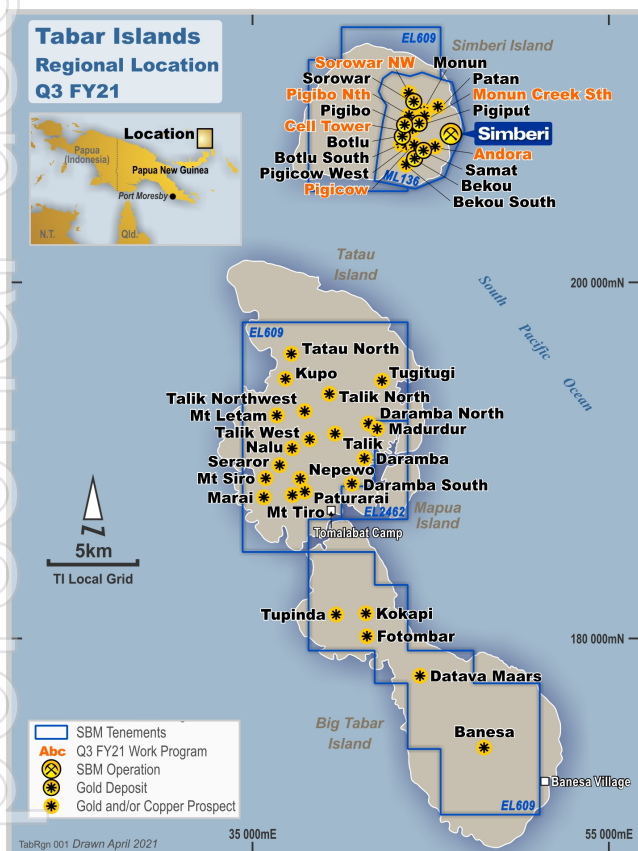 Tabar Islands
Regional Location
Q3 FY21
Location
Papua
(Indonesia)
Papua New Guinea
Port Moresby
N.T.
Qld.
EL609
Simberi Island
Sorowar NW
Monun
Sorowar
Patan
Pigibo Nth
Monun Creek Sth
Pigibo
Pigiput
Cell Tower
Simberi
Botlu
Andora
Botlu South
Samat
Pigicow West
Bekou
Pigicow
ML136
Bekou South
Tatau
Island
200 000mN
South Pacific Ocean
EL609
Tatau North
Kupo
Tugitugi
Talik Northwest
Talik North
Mt Letam
Daramba North
Madurdur
Talik West
Talik
Nalu
Daramba
Seraror
Nepewo
Mt Siro
Daramba South
Marai
Paturarai
Mt Tiro
EL2462
Mapua
Island
Tomalabat Camp
5km
TI Local Grid
Tupinda
Kokapi
Fotombar
180 000mN
Datava Maars
Big Tabar
Island
Banesa
Banesa Village
EL609
SBM Tenements
Abc Q3 FY21 Work Program
SBM Operation
Gold Deposit
Gold and/or Copper Prospect
TabRgn 001 Drawn April 2021
35 000mE
55 000mE